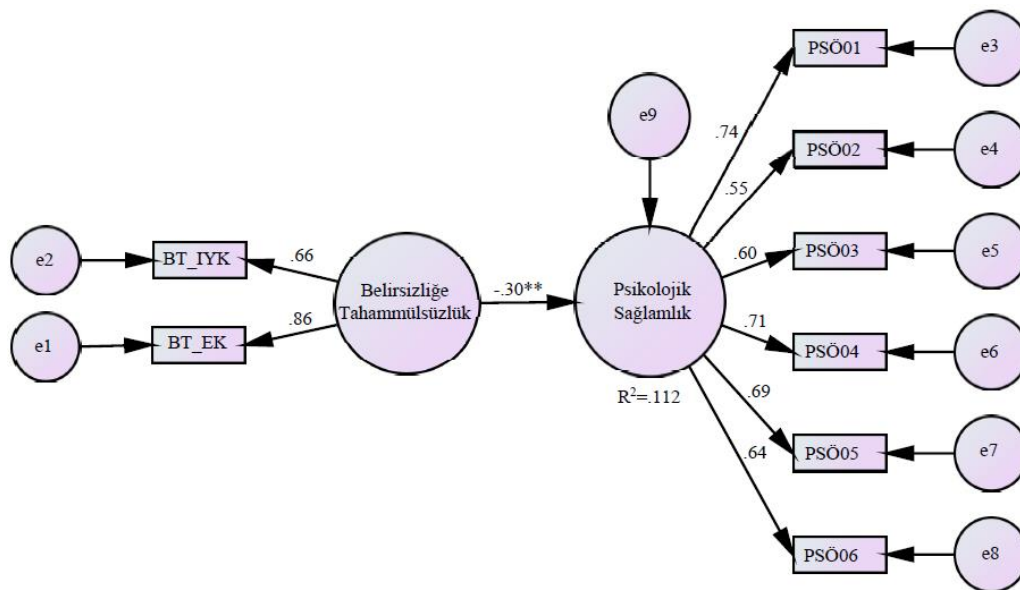 PSÖ01
e3
e9
.74
PSÖ02
e4
.55
e2
BT_IYK
.66
Belirsizliğe
Tahammülsüzlük
-.30**
Psikolojik
Sağlamlık
.60
PSÖ03
e5
e1
BT_EK
.86
.71
PSÖ04
e6
R²=.112
.69
PSÖ05
e7
.64
PSÖ06
e8